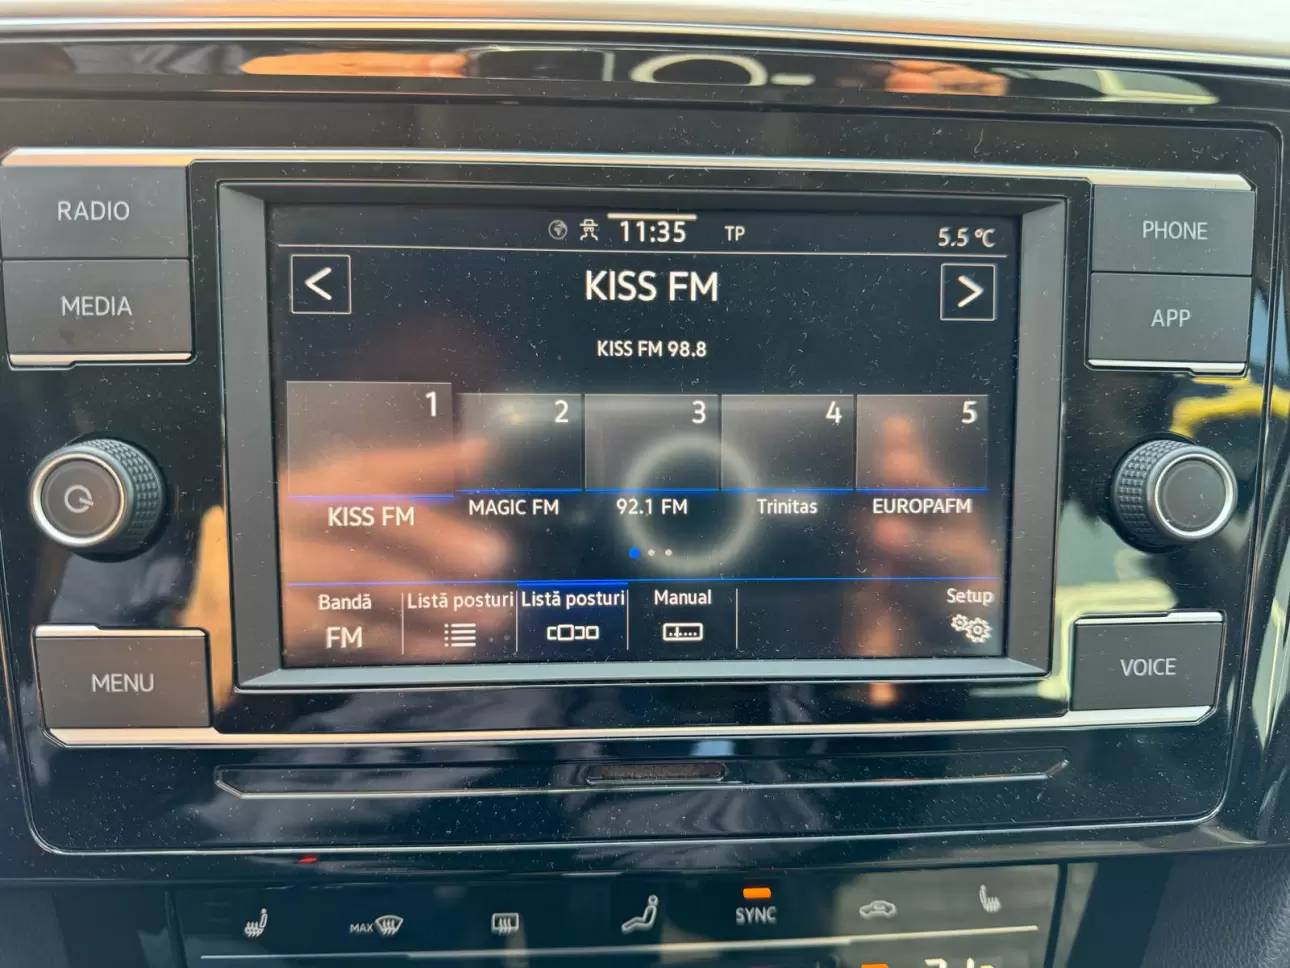 RADIO
MEDIA
MENU
11:35 TP 5.5 °C
< KISS FM >
KISS FM 98.8
1 2 3 4 5
KISS FM MAGIC FM 92.1 FM Trinitas EUROPAFM
Bandă Listă posturi Listă posturi Manual Setup
FM
PHONE
APP
VOICE
MAX SYNC